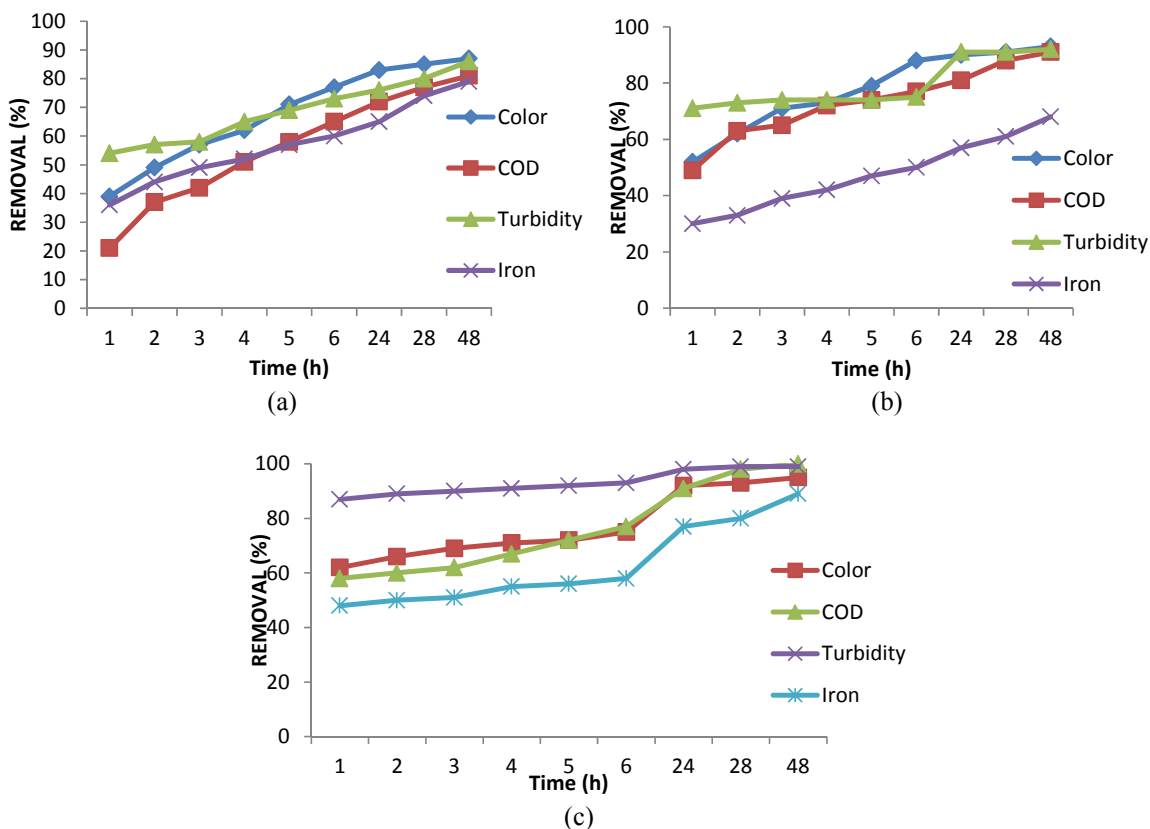 100
90
80
70
60
50
40
30
20
10
0
REMOVAL (%)
1 2 3 4 5 6 24 28 48
Time (h)
Color
COD
Turbidity
Iron
(a)
100
80
60
40
20
0
REMOVAL (%)
1 2 3 4 5 6 24 28 48
Time (h)
Color
COD
Turbidity
Iron
(b)
100
80
60
40
20
0
REMOVAL (%)
1 2 3 4 5 6 24 28 48
Time (h)
Color
COD
Turbidity
Iron
(c)